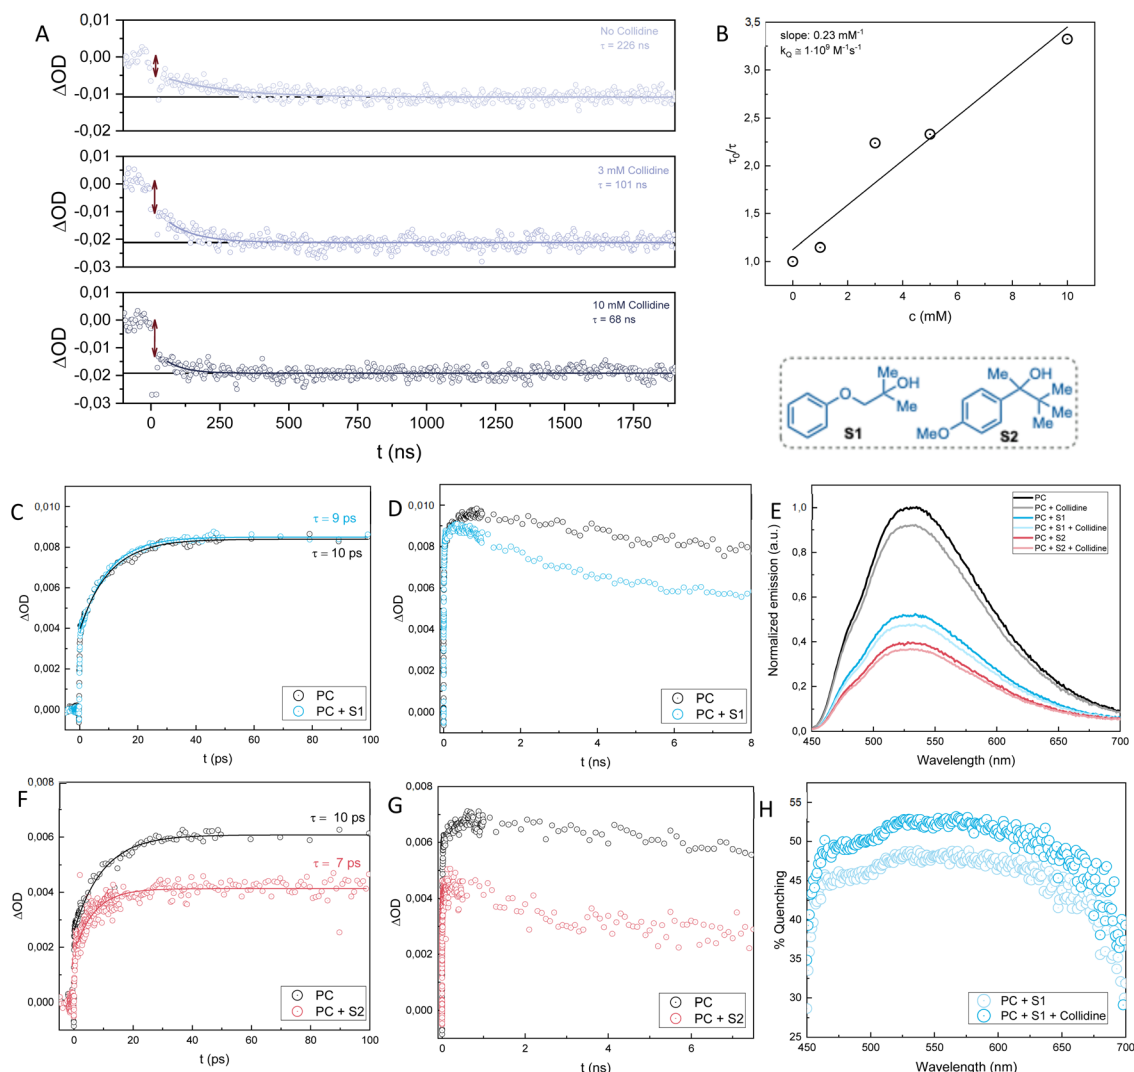 A
0,01
0,00
-0,01
-0,02
ΔOD
No Collidine
τ = 226 ns
0,01
0,00
-0,01
-0,02
-0,03
ΔOD
3 mM Collidine
τ = 101 ns
0,01
0,00
-0,01
-0,02
-0,03
ΔOD
10 mM Collidine
τ = 68 ns
0 250 500 750 1000 1250 1500 1750
t (ns)
B
slope: 0.23 mM⁻¹
k_Q ≅ 1·10⁹ M⁻¹s⁻¹
3,5
3,0
2,5
2,0
1,5
1,0
τ₀/τ
0 2 4 6 8 10
c (mM)
Me
OH
O
Me
S1
Me OH
Me
Me
Me
MeO
S2
C
0,010
0,008
0,006
0,004
0,002
0,000
ΔOD
τ = 9 ps
τ = 10 ps
PC
PC + S1
0 20 40 60 80 100
t (ps)
D
0,010
0,008
0,006
0,004
0,002
0,000
ΔOD
PC
PC + S1
0 2 4 6 8
t (ns)
E
1,0
0,8
0,6
0,4
0,2
0,0
Normalized emission (a.u.)
PC
PC + Collidine
PC + S1
PC + S1 + Collidine
PC + S2
PC + S2 + Collidine
450 500 550 600 650 700
Wavelength (nm)
F
0,008
0,006
0,004
0,002
0,000
ΔOD
τ = 10 ps
τ = 7 ps
PC
PC + S2
0 20 40 60 80 100
t (ps)
G
0,008
0,007
0,006
0,005
0,004
0,003
0,002
0,001
0,000
ΔOD
PC
PC + S2
0 2 4 6
t (ns)
H
55
50
45
40
35
30
25
% Quenching
PC + S1
PC + S1 + Collidine
450 500 550 600 650 700
Wavelength (nm)